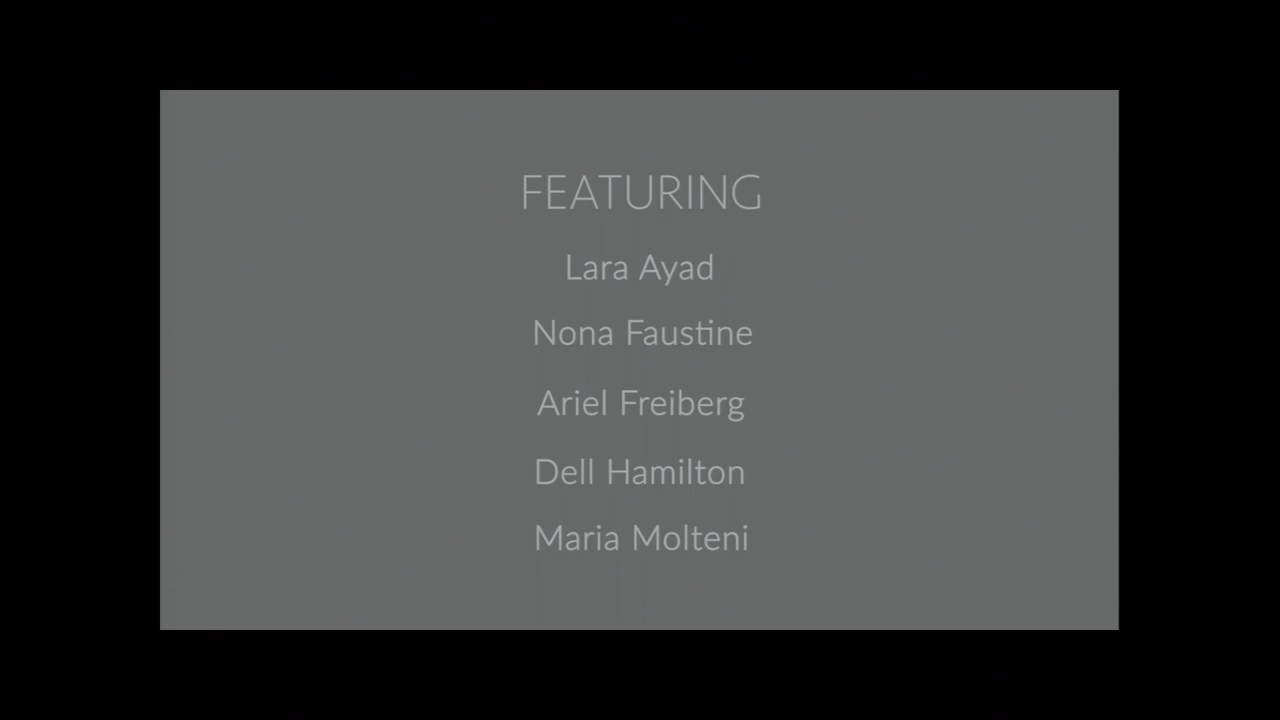 FEATURING
Lara Ayad
Nona Faustine
Ariel Freiberg
Dell Hamilton
Maria Molteni